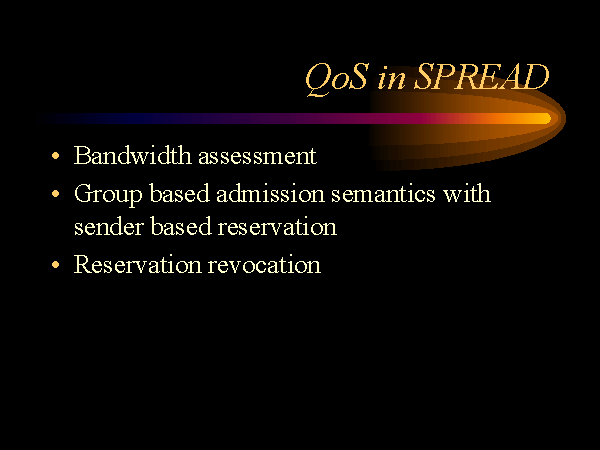 QoS in SPREAD
• Bandwidth assessment
• Group based admission semantics with
sender based reservation
• Reservation revocation